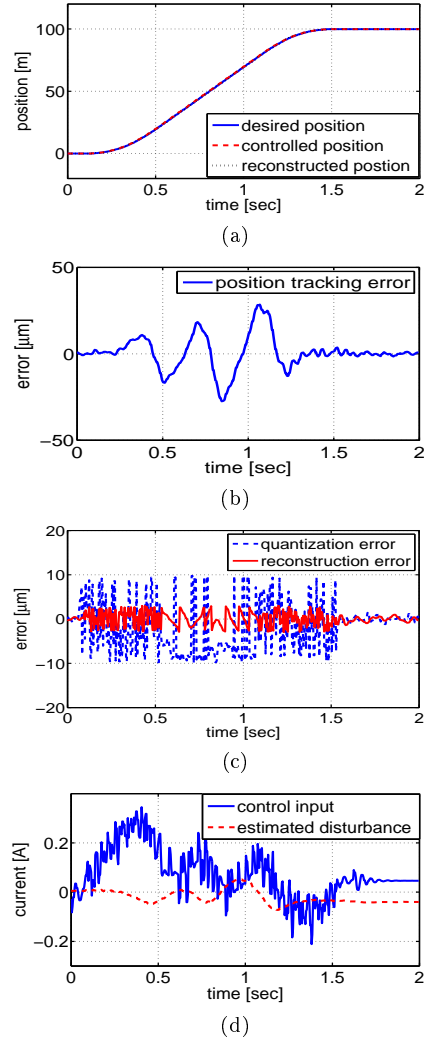 100
50
0
position [m]
desired position
controlled position
reconstructed postion
0 0.5 1 1.5 2
time [sec]
(a)
50
0
−50
error [µm]
position tracking error
0 0.5 1 1.5 2
time [sec]
(b)
20
10
0
−10
−20
error [µm]
quantization error
reconstruction error
0 0.5 1 1.5 2
time [sec]
(c)
0.2
0
−0.2
current [A]
control input
estimated disturbance
0 0.5 1 1.5 2
time [sec]
(d)